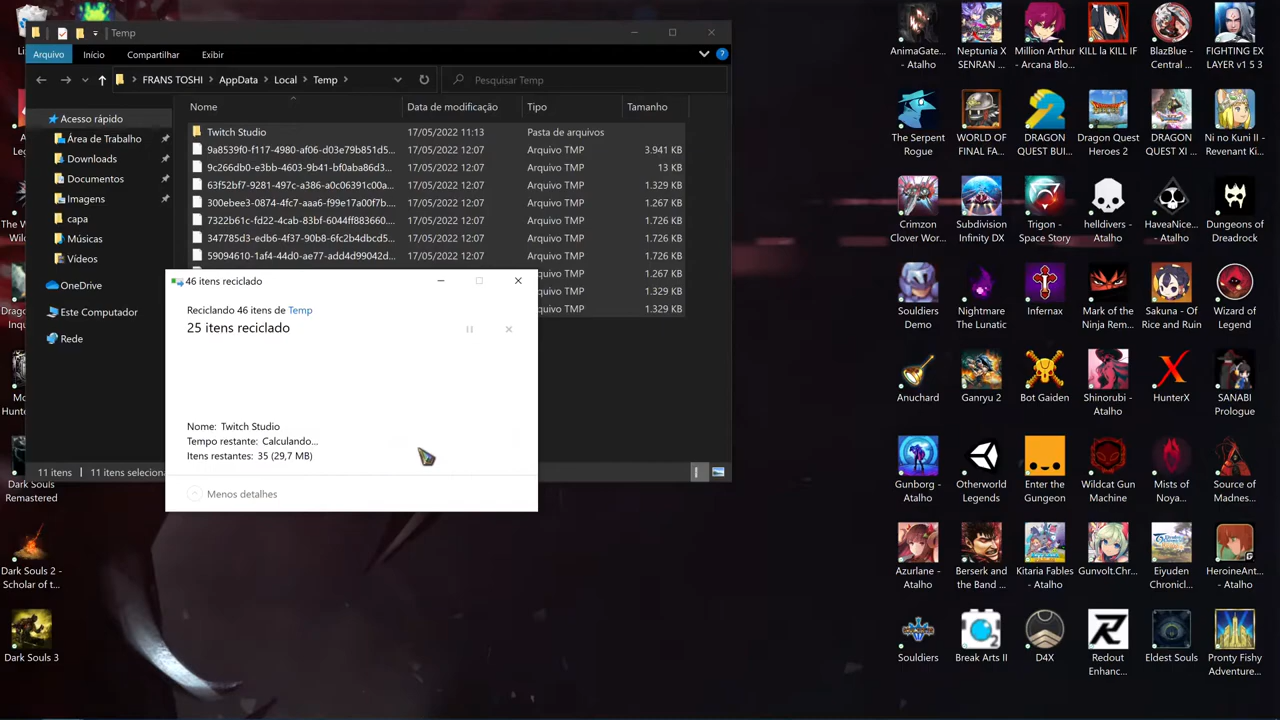 Temp
Arquivo Início Compartilhar Exibir
FRANS TOSHI AppData Local Temp Pesquisar Temp
Nome Data de modificação Tipo Tamanho
Acesso rápido
Área de Trabalho
Downloads
Documentos
Imagens
capa
Músicas
Vídeos
OneDrive
Este Computador
Rede
Twitch Studio 17/05/2022 11:13 Pasta de arquivos
9a8539f0-f117-4980-af06-d03e79b851d5... 17/05/2022 12:07 Arquivo TMP 3.941 KB
9c266db0-e3bb-4603-9b41-bf0aba86d3... 17/05/2022 12:07 Arquivo TMP 13 KB
63f52bf7-9281-497c-a386-a0c06391c00a... 17/05/2022 12:07 Arquivo TMP 1.329 KB
300ebee3-0874-4fc7-aaa6-f99e17a00f7b... 17/05/2022 12:07 Arquivo TMP 1.267 KB
7322b61c-fd22-4cab-83bf-6044ff883660... 17/05/2022 12:07 Arquivo TMP 1.726 KB
347785d3-edb6-4f37-90b8-6fc2b4dbcd5... 17/05/2022 12:07 Arquivo TMP 1.726 KB
59094610-1af4-44d0-ae77-add4d99042d... 17/05/2022 12:07 Arquivo TMP 1.726 KB
Arquivo TMP 1.267 KB
Arquivo TMP 1.329 KB
Arquivo TMP 1.329 KB
46 itens reciclado
Reciclando 46 itens de Temp
25 itens reciclado
Nome: Twitch Studio
Tempo restante: Calculando...
Itens restantes: 35 (29,7 MB)
Menos detalhes
11 itens 11 itens seleciona
Dark Souls
Remastered
Dark Souls 2 -
Scholar of t...
Dark Souls 3
AnimaGate...
- Atalho
Neptunia X
SENRAN ...
Million Arthur
- Arcana Blo...
KILL la KILL IF
BlazBlue -
Central ...
FIGHTING EX
LAYER v1 5 3
The Serpent
Rogue
WORLD OF
FINAL FA...
DRAGON
QUEST BUI...
Dragon Quest
Heroes 2
DRAGON
QUEST XI ...
Ni no Kuni II -
Revenant Ki...
Crimzon
Clover Wor...
Subdivision
Infinity DX
Trigon -
Space Story
helldivers -
Atalho
HaveaNice...
- Atalho
Dungeons of
Dreadrock
Souldiers
Demo
Nightmare
The Lunatic
Infernax
Mark of the
Ninja Rem...
Sakuna - Of
Rice and Ruin
Wizard of
Legend
Anuchard
Ganryu 2
Bot Gaiden
Shinorubi -
Atalho
HunterX
SANABI
Prologue
Gunborg -
Atalho
Otherworld
Legends
Enter the
Gungeon
Wildcat Gun
Machine
Mists of
Noya...
Source of
Madnes...
Azurlane -
Atalho
Berserk and
the Band ...
Kitaria Fables
- Atalho
Gunvolt.Chr...
- Atalho
Eiyuden
Chronicl...
HeroineAnt...
- Atalho
Souldiers
Break Arts II
D4X
Redout
Enhanc...
Eldest Souls
Pronty Fishy
Adventure...